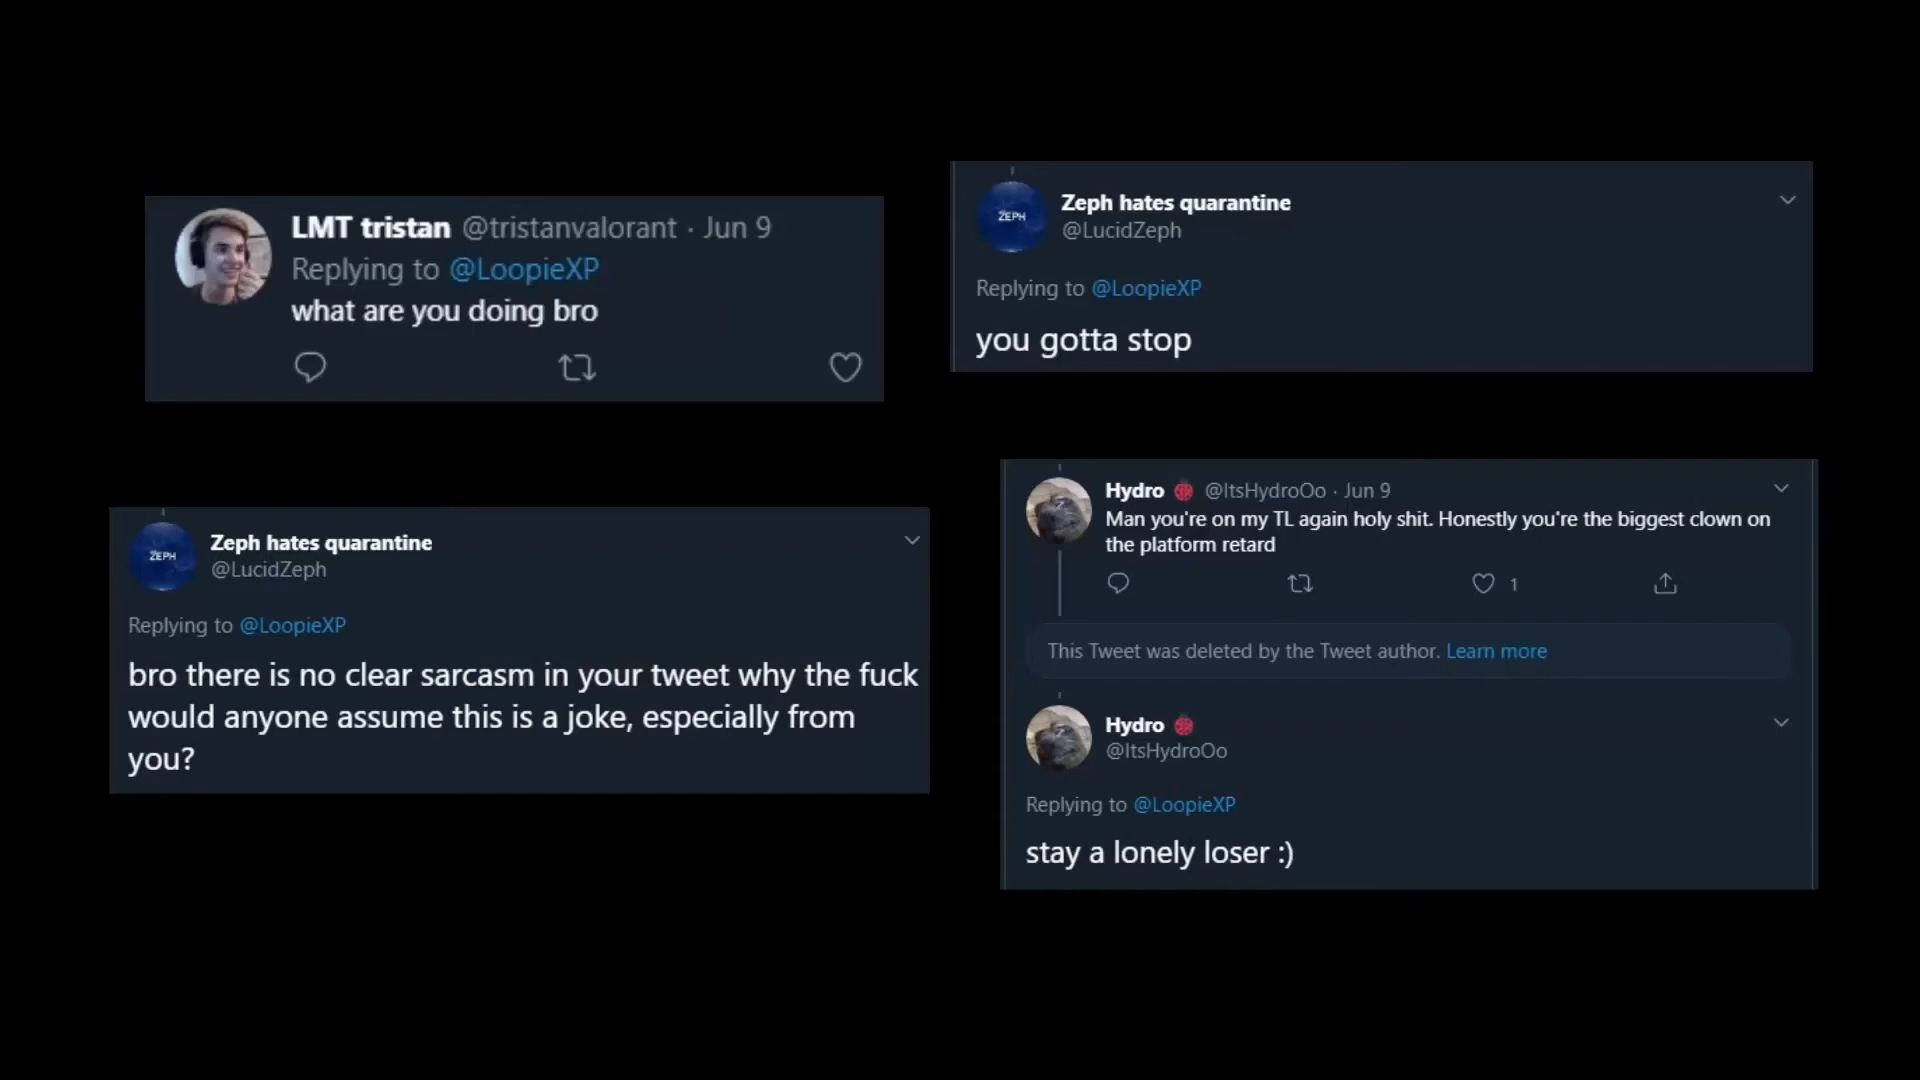 LMT tristan @tristanvalorant · Jun 9
Replying to @LoopieXP
what are you doing bro
ZEPH
Zeph hates quarantine
@LucidZeph
Replying to @LoopieXP
you gotta stop
ZEPH
Zeph hates quarantine
@LucidZeph
Replying to @LoopieXP
bro there is no clear sarcasm in your tweet why the fuck
would anyone assume this is a joke, especially from
you?
Hydro @ItsHydroOo · Jun 9
Man you're on my TL again holy shit. Honestly you're the biggest clown on
the platform retard
1
This Tweet was deleted by the Tweet author. Learn more
Hydro
@ItsHydroOo
Replying to @LoopieXP
stay a lonely loser :)